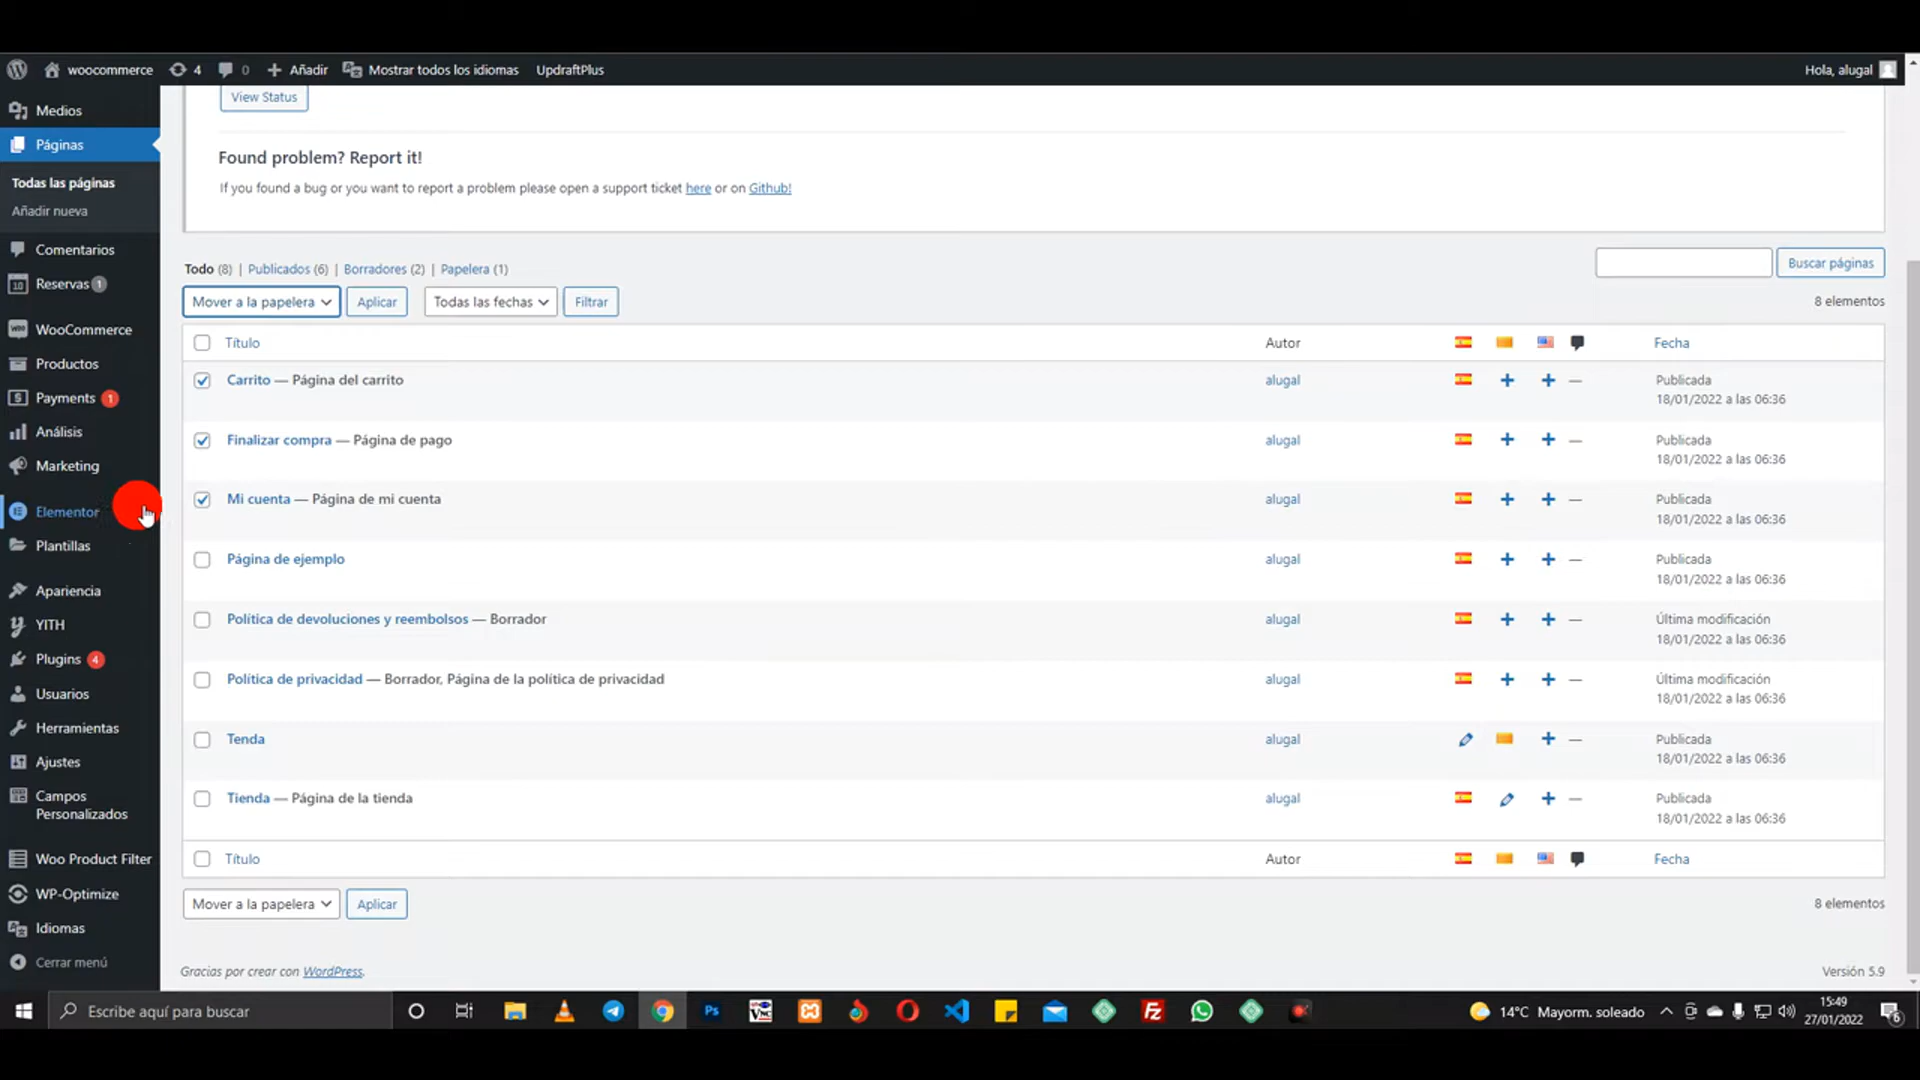 woocommerce 4 0 Añadir Mostrar todos los idiomas UpdraftPlus Hola, alugal
Medios
Páginas
Todas las páginas
Añadir nueva
Comentarios
Reservas 1
WooCommerce
Productos
Payments 1
Análisis
Marketing
Elementor
Plantillas
Apariencia
YITH
Plugins 4
Usuarios
Herramientas
Ajustes
Campos
Personalizados
Woo Product Filter
WP-Optimize
Idiomas
Cerrar menú
View Status
Found problem? Report it!
If you found a bug or you want to report a problem please open a support ticket here or on Github!
Todo (8) | Publicados (6) | Borradores (2) | Papelera (1)
Buscar páginas
Mover a la papelera Aplicar Todas las fechas Filtrar 8 elementos
Título Autor Fecha
Carrito — Página del carrito alugal — Publicada
18/01/2022 a las 06:36
Finalizar compra — Página de pago alugal — Publicada
18/01/2022 a las 06:36
Mi cuenta — Página de mi cuenta alugal — Publicada
18/01/2022 a las 06:36
Página de ejemplo alugal — Publicada
18/01/2022 a las 06:36
Política de devoluciones y reembolsos — Borrador alugal — Última modificación
18/01/2022 a las 06:36
Política de privacidad — Borrador, Página de la política de privacidad alugal — Última modificación
18/01/2022 a las 06:36
Tenda alugal — Publicada
18/01/2022 a las 06:36
Tienda — Página de la tienda alugal — Publicada
18/01/2022 a las 06:36
Título Autor Fecha
Mover a la papelera Aplicar 8 elementos
Gracias por crear con WordPress. Versión 5.9
Escribe aquí para buscar Ps 14°C Mayorm. soleado 15:49
27/01/2022 6